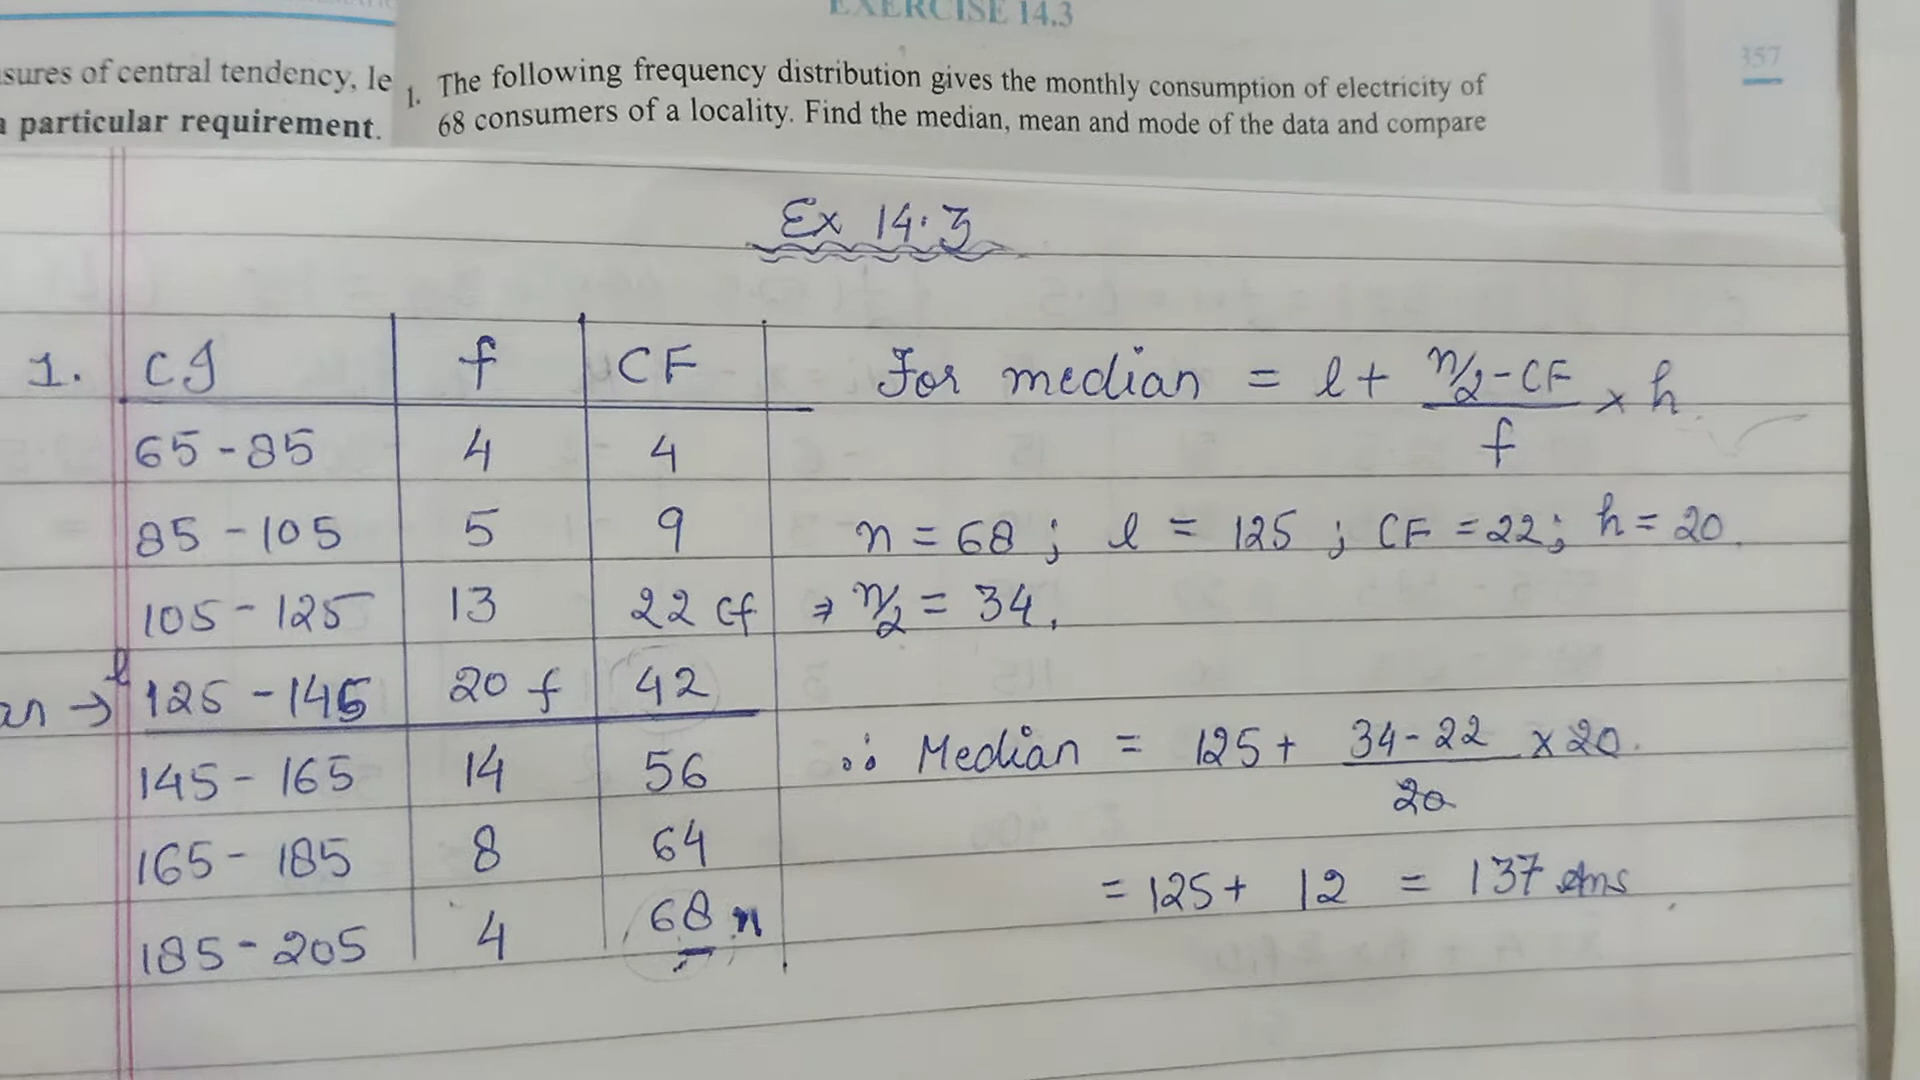 EXERCISE 14.3
357
sures of central tendency, le
particular requirement.
1. The following frequency distribution gives the monthly consumption of electricity of
68 consumers of a locality. Find the median, mean and mode of the data and compare
Ex 14.3
1. CI f CF
65-85 4 4
85-105 5 9
105-125 13 22 cf
l
an → 125-145 20 f 42
145-165 14 56
165-185 8 64
185-205 4 68 n
For median = l + n/2-CF / f × h
n = 68 ; l = 125 ; CF = 22; h = 20.
⇒ n/2 = 34.
∴ Median = 125 + 34-22 / 20 × 20.
= 125 + 12 = 137 Ans